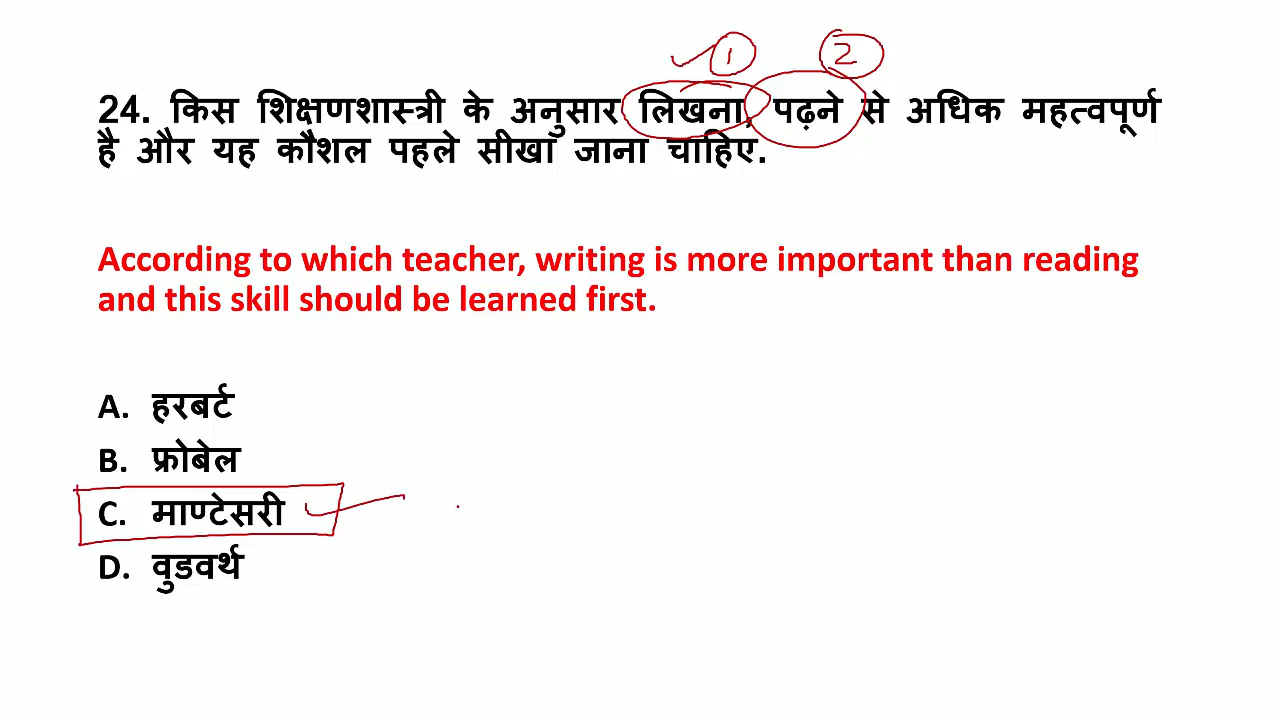 1 2
24. किस शिक्षणशास्त्री के अनुसार लिखना, पढ़ने से अधिक महत्वपूर्ण
है और यह कौशल पहले सीखा जाना चाहिए.
According to which teacher, writing is more important than reading
and this skill should be learned first.
A. हरबर्ट
B. फ्रोबेल
C. माण्टेसरी
D. वुडवर्थ